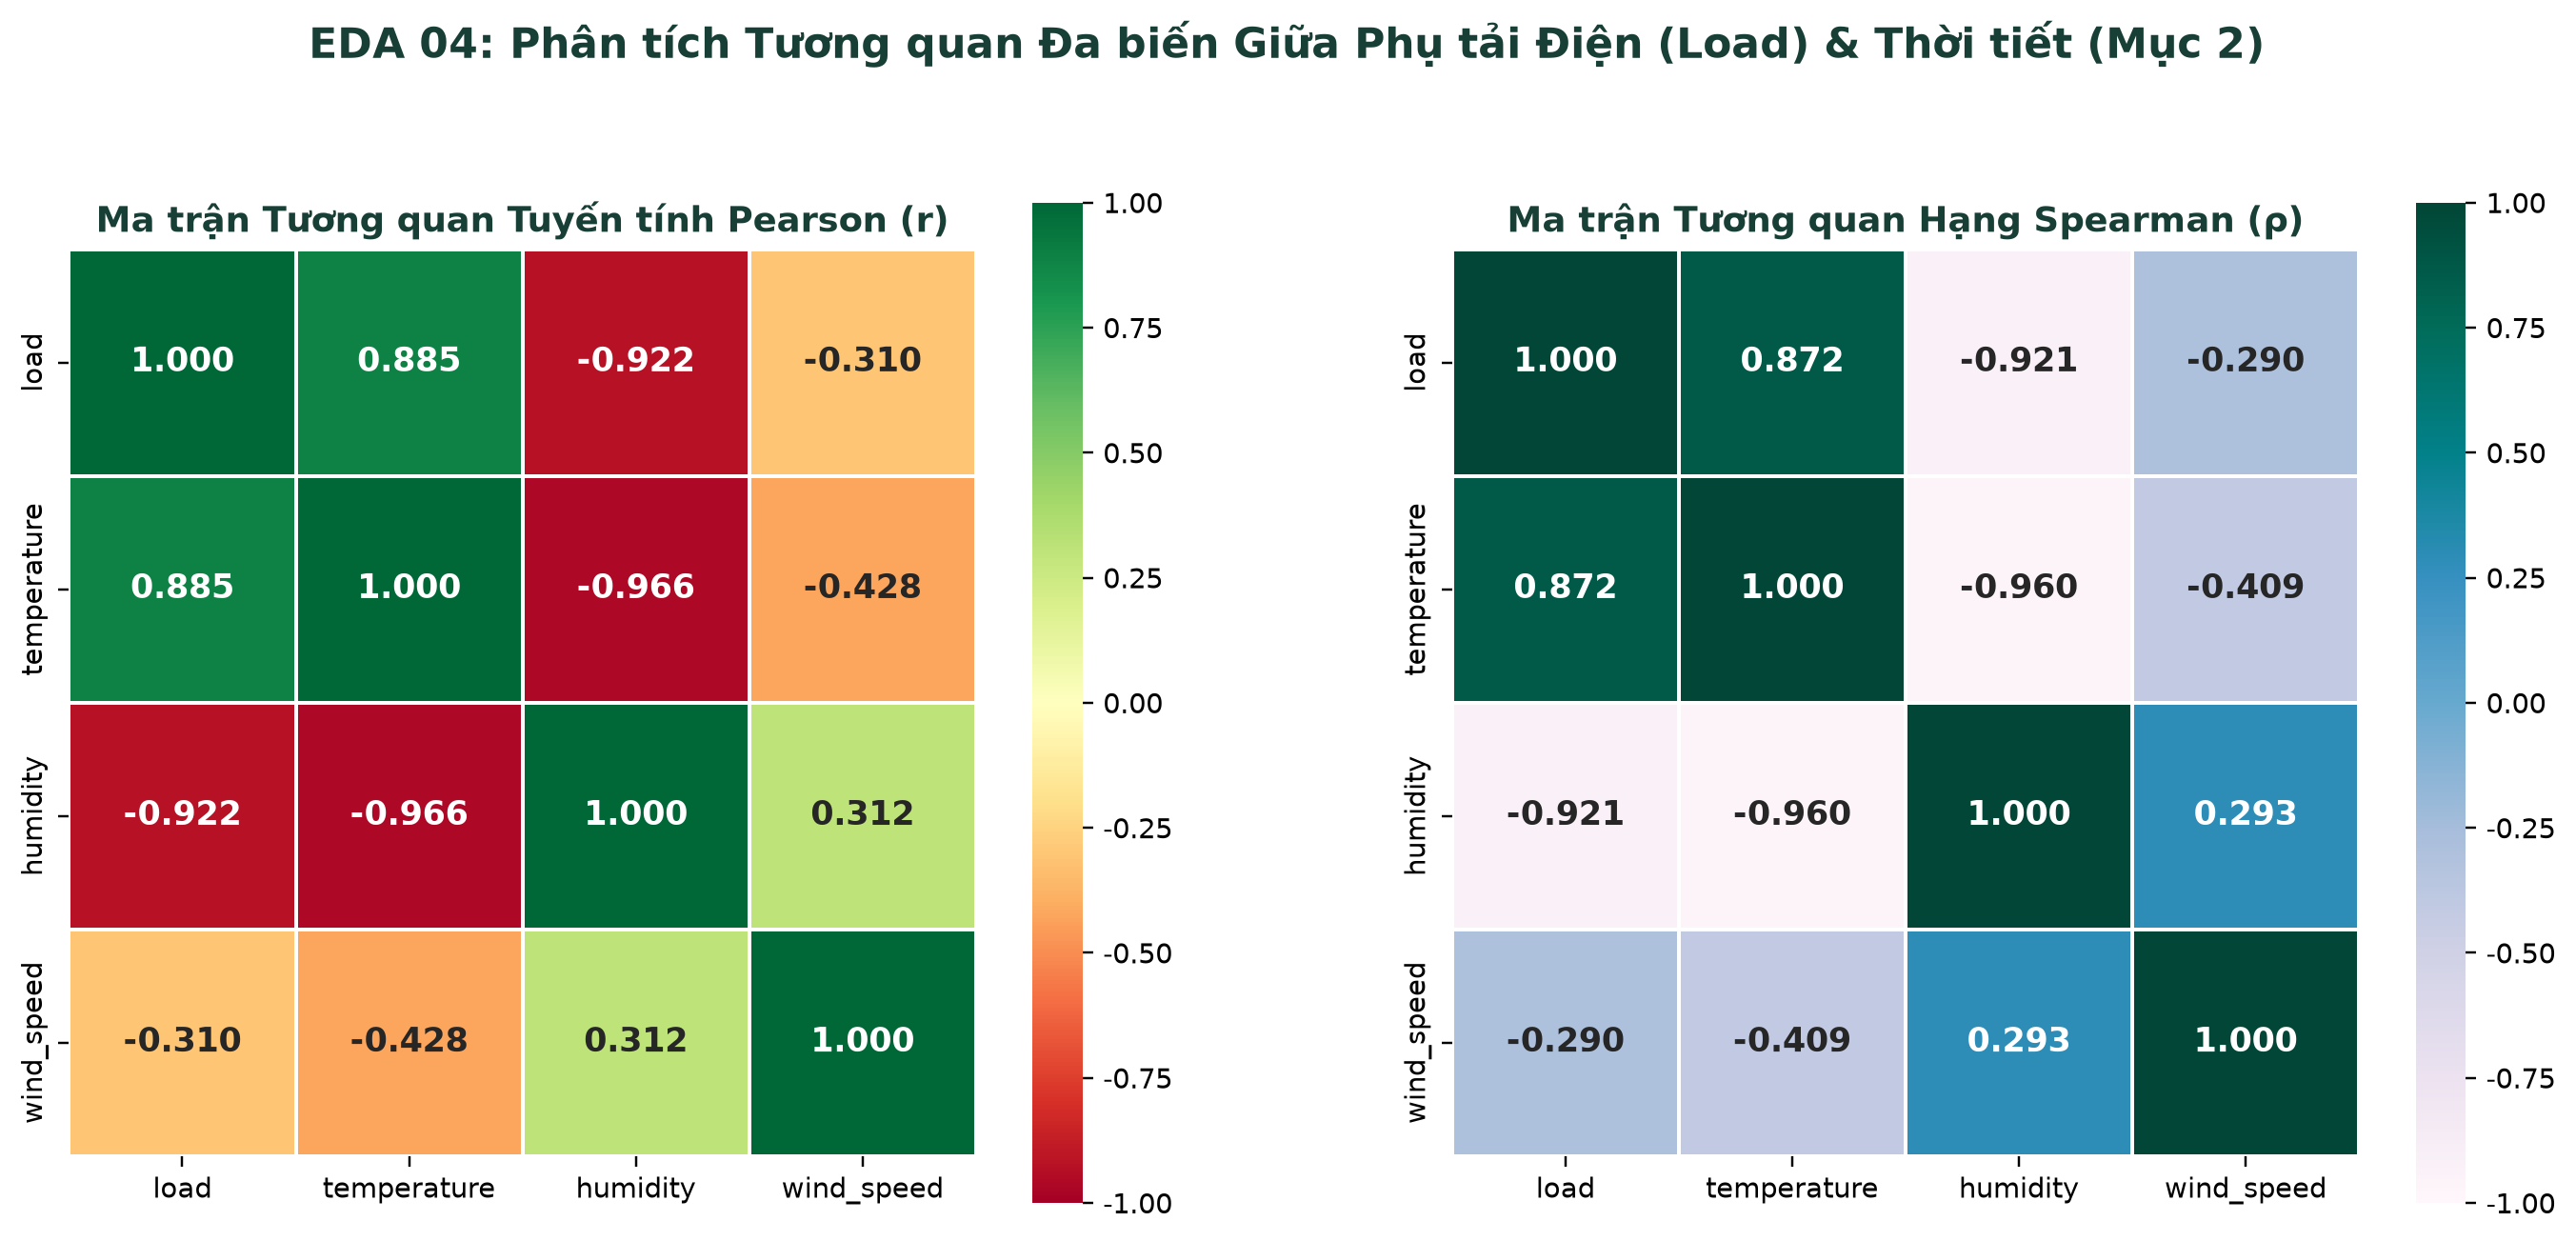 EDA 04: Phân tích Tương quan Đa biến Giữa Phụ tải Điện (Load) & Thời tiết (Mục 2)
Ma trận Tương quan Tuyến tính Pearson (r)
load 1.000 0.885 -0.922 -0.310
temperature 0.885 1.000 -0.966 -0.428
humidity -0.922 -0.966 1.000 0.312
wind_speed -0.310 -0.428 0.312 1.000
load temperature humidity wind_speed
1.00
0.75
0.50
0.25
0.00
-0.25
-0.50
-0.75
-1.00
Ma trận Tương quan Hạng Spearman (ρ)
load 1.000 0.872 -0.921 -0.290
temperature 0.872 1.000 -0.960 -0.409
humidity -0.921 -0.960 1.000 0.293
wind_speed -0.290 -0.409 0.293 1.000
load temperature humidity wind_speed
1.00
0.75
0.50
0.25
0.00
-0.25
-0.50
-0.75
-1.00